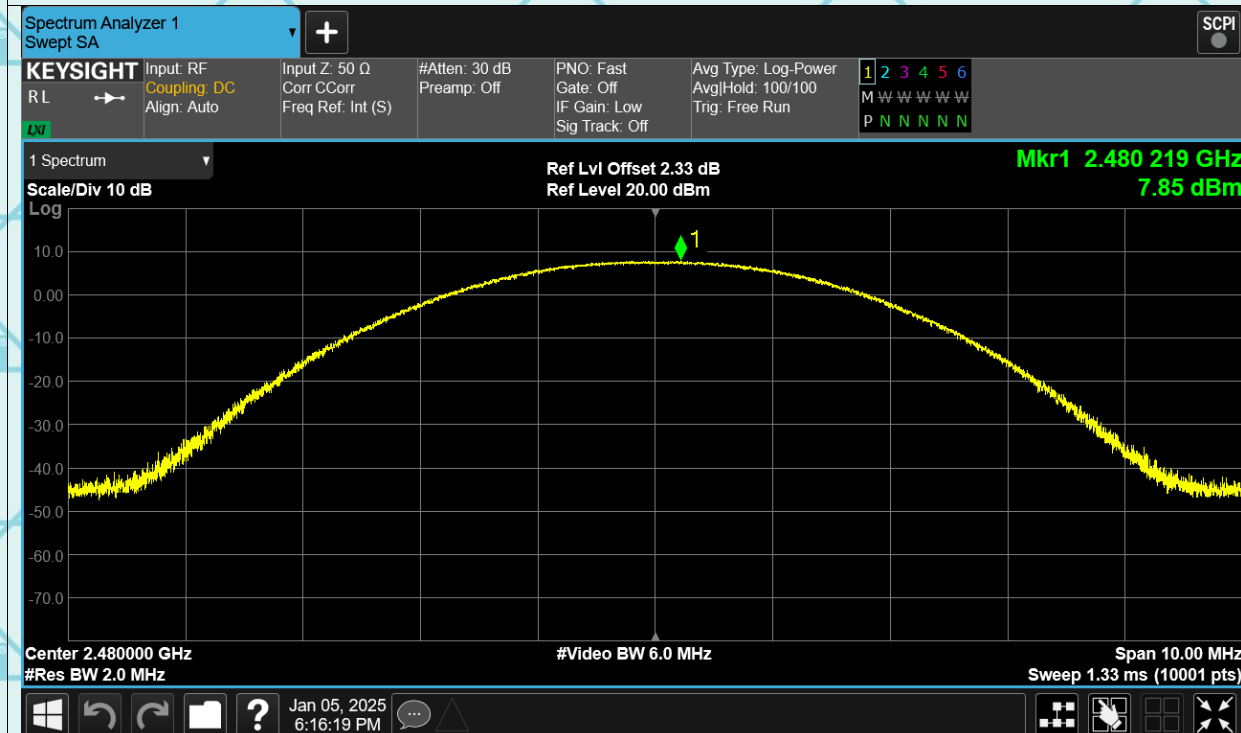 Spectrum Analyzer 1
Swept SA
+
SCPI
KEYSIGHT
RL
LXI
Input: RF
Coupling: DC
Align: Auto
Input Z: 50 Ω
Corr CCorr
Freq Ref: Int (S)
#Atten: 30 dB
Preamp: Off
PNO: Fast
Gate: Off
IF Gain: Low
Sig Track: Off
Avg Type: Log-Power
Avg|Hold: 100/100
Trig: Free Run
1 2 3 4 5 6
M W W W W W
P N N N N N
1 Spectrum
Scale/Div 10 dB
Log
Ref Lvl Offset 2.33 dB
Ref Level 20.00 dBm
Mkr1 2.480 219 GHz
7.85 dBm
1
10.0
0.00
-10.0
-20.0
-30.0
-40.0
-50.0
-60.0
-70.0
Center 2.480000 GHz
#Res BW 2.0 MHz
#Video BW 6.0 MHz
Span 10.00 MHz
Sweep 1.33 ms (10001 pts)
?
Jan 05, 2025
6:16:19 PM